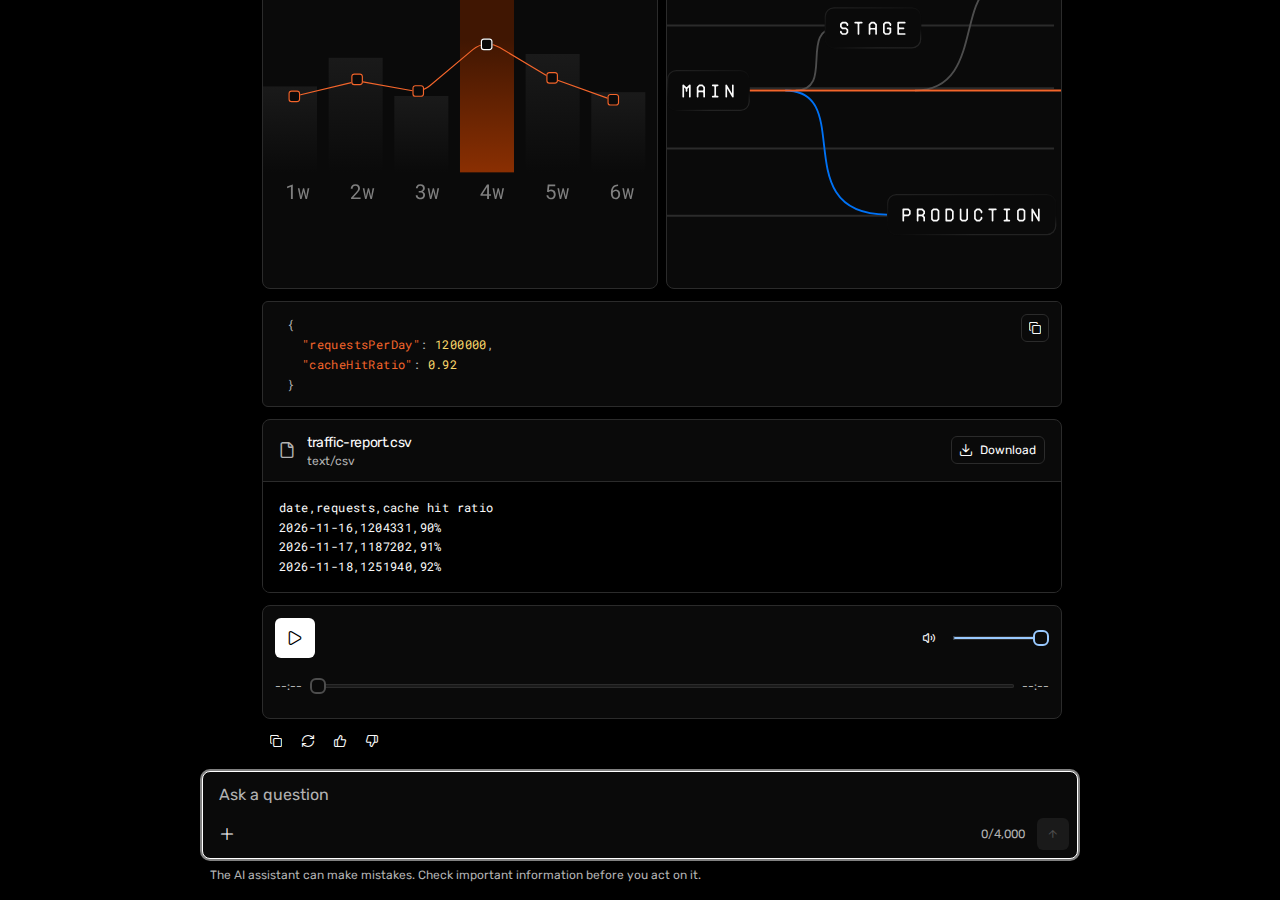 STAGE
MAIN
PRODUCTION
1w 2w 3w 4w 5w 6w
{
"requestsPerDay": 1200000,
"cacheHitRatio": 0.92
}
traffic-report.csv
text/csv
Download
date,requests,cache hit ratio
2026-11-16,1204331,90%
2026-11-17,1187202,91%
2026-11-18,1251940,92%
--:-- --:--
Ask a question
0/4,000
The AI assistant can make mistakes. Check important information before you act on it.